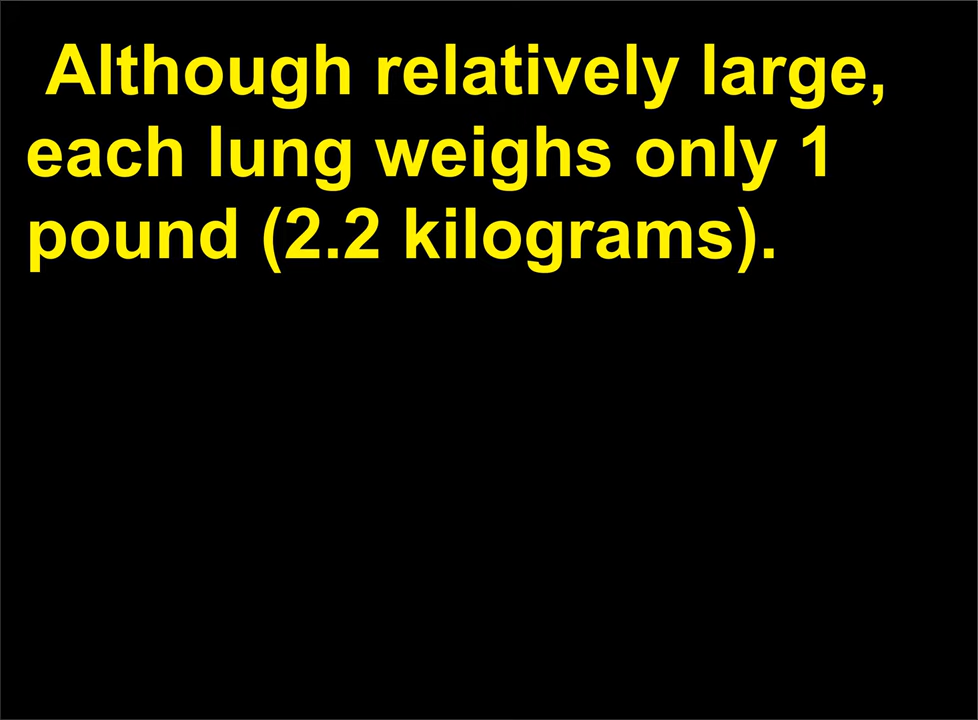 Although relatively large,
each lung weighs only 1
pound (2.2 kilograms).